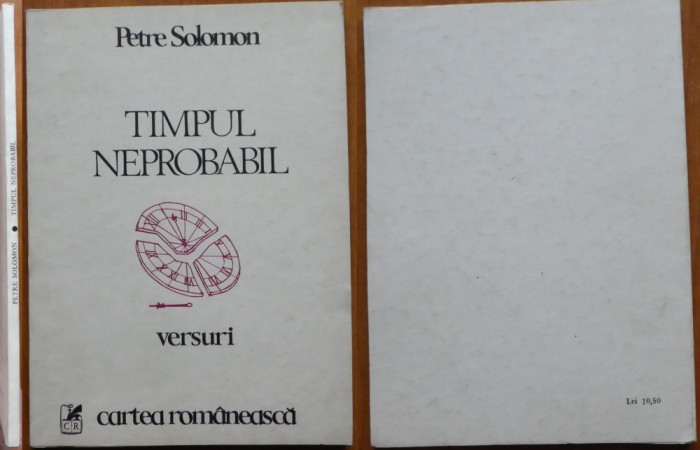 PETRE SOLOMON ● TIMPUL NEPROBABIL
Petre Solomon
TIMPUL
NEPROBABIL
versuri
CR
cartea românească
Lei 10,50